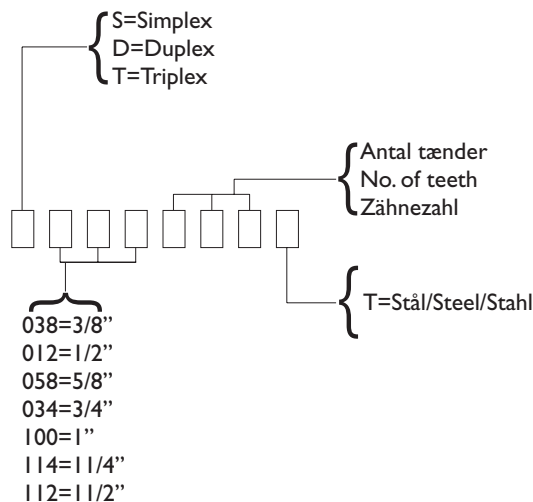 S=Simplex
D=Duplex
T=Triplex
Antal tænder
No. of teeth
Zähnezahl
T=Stål/Steel/Stahl
038=3/8”
012=1/2”
058=5/8”
034=3/4”
100=1”
114=11/4”
112=11/2”